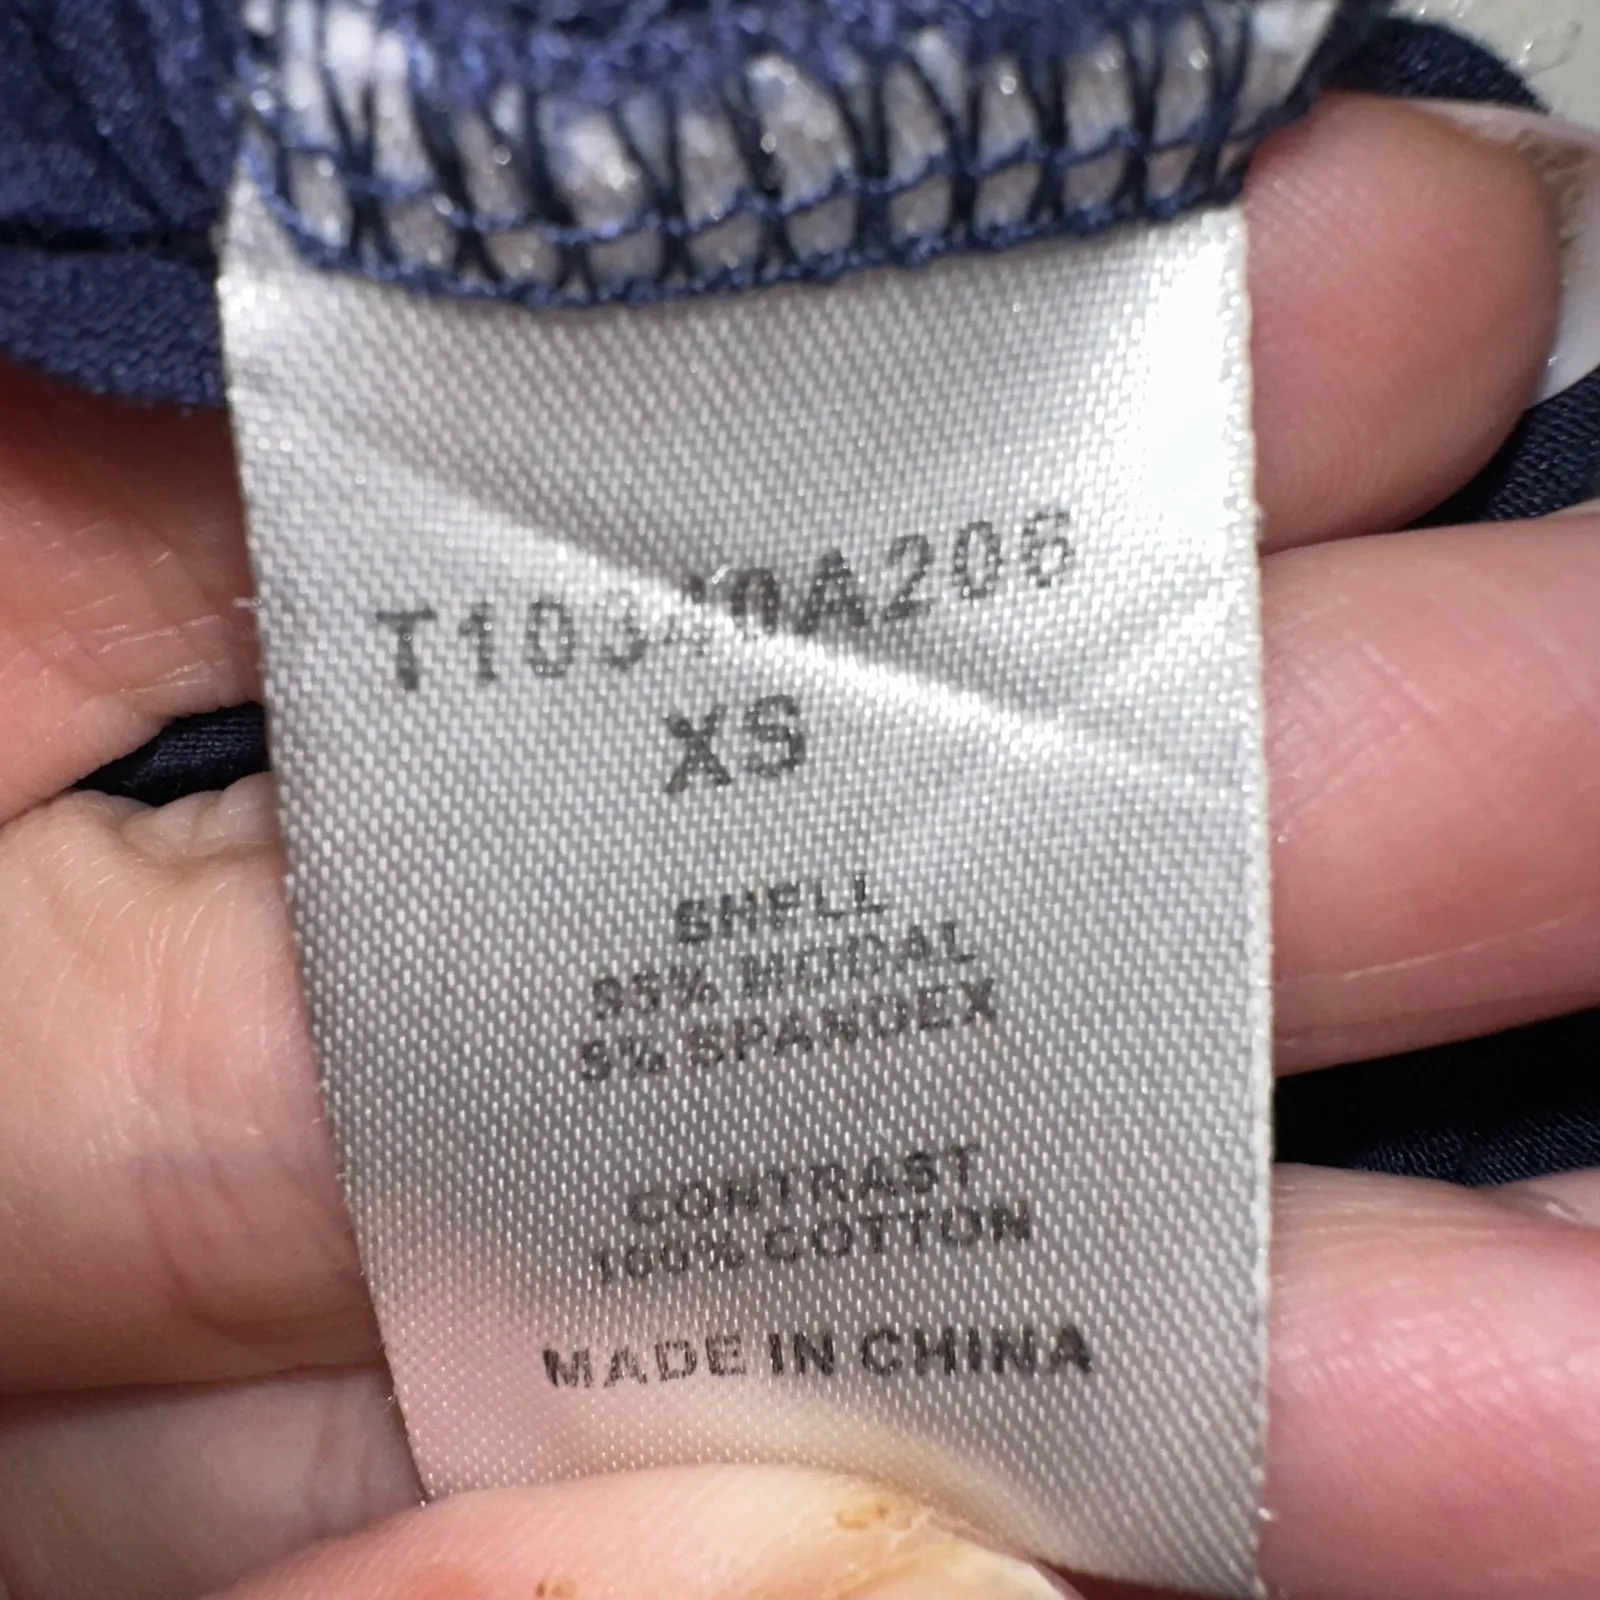 XS
SHELL
95% MODAL
5% SPANDEX
CONTRAST
100% COTTON
MADE IN CHINA